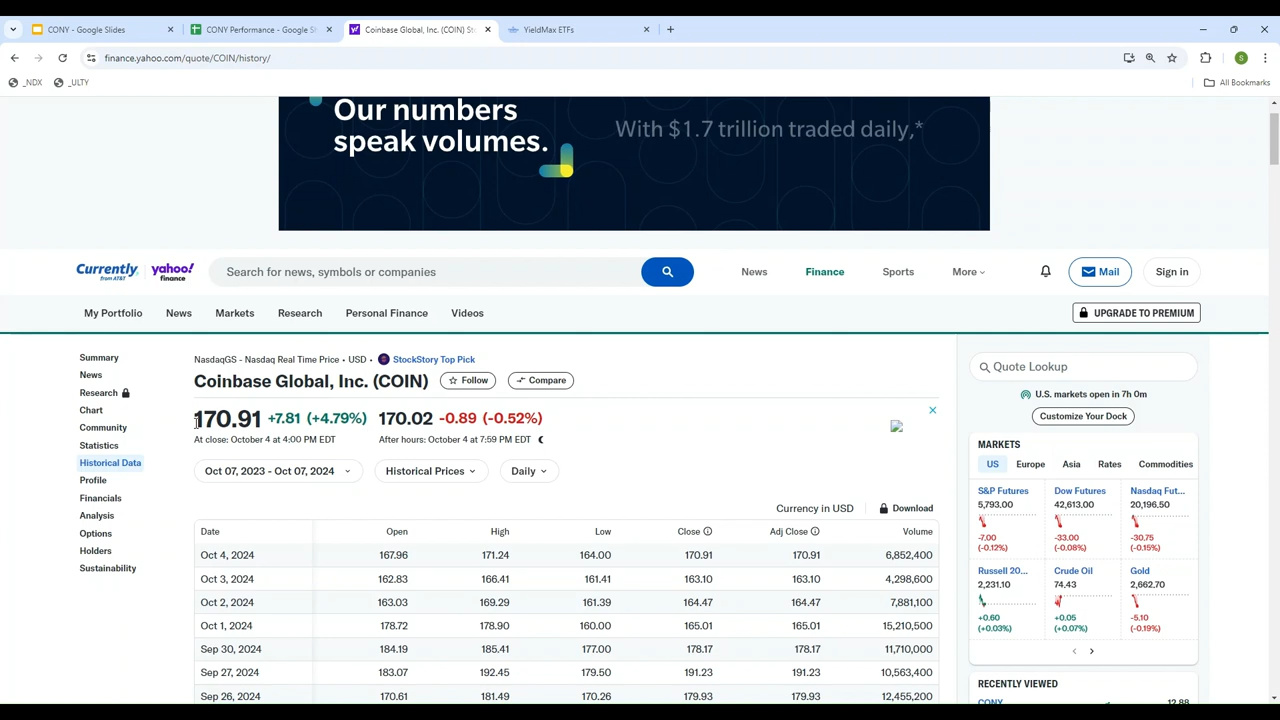 CONY - Google Slides
CONY Performance - Google S
Coinbase Global, Inc. (COIN) St
YieldMax ETFs
finance.yahoo.com/quote/COIN/history/
S
_NDX
_ULTY
All Bookmarks
Our numbers
speak volumes.
With $1.7 trillion traded daily,*
Currently
from AT&T
yahoo!
finance
Search for news, symbols or companies
News
Finance
Sports
More
Mail
Sign in
My Portfolio
News
Markets
Research
Personal Finance
Videos
UPGRADE TO PREMIUM
Summary
News
Research
Chart
Community
Statistics
Historical Data
Profile
Financials
Analysis
Options
Holders
Sustainability
NasdaqGS - Nasdaq Real Time Price • USD • StockStory Top Pick
Coinbase Global, Inc. (COIN)
Follow
Compare
170.91 +7.81 (+4.79%) 170.02 -0.89 (-0.52%)
At close: October 4 at 4:00 PM EDT
After hours: October 4 at 7:59 PM EDT
Oct 07, 2023 - Oct 07, 2024
Historical Prices
Daily
Currency in USD
Download
Date Open High Low Close Adj Close Volume
Oct 4, 2024 167.96 171.24 164.00 170.91 170.91 6,852,400
Oct 3, 2024 162.83 166.41 161.41 163.10 163.10 4,298,600
Oct 2, 2024 163.03 169.29 161.39 164.47 164.47 7,881,100
Oct 1, 2024 178.72 178.90 160.00 165.01 165.01 15,210,500
Sep 30, 2024 184.19 185.41 177.00 178.17 178.17 11,710,000
Sep 27, 2024 183.07 192.45 179.50 191.23 191.23 10,563,400
Sep 26, 2024 170.61 181.49 170.26 179.93 179.93 12,455,200
Quote Lookup
U.S. markets open in 7h 0m
Customize Your Dock
MARKETS
US Europe Asia Rates Commodities
S&P Futures Dow Futures Nasdaq Fut...
5,793.00 42,613.00 20,196.50
-7.00 -33.00 -30.75
(-0.12%) (-0.08%) (-0.15%)
Russell 20... Crude Oil Gold
2,231.10 74.43 2,662.70
+0.60 +0.05 -5.10
(+0.03%) (+0.07%) (-0.19%)
RECENTLY VIEWED
CONY 12.88